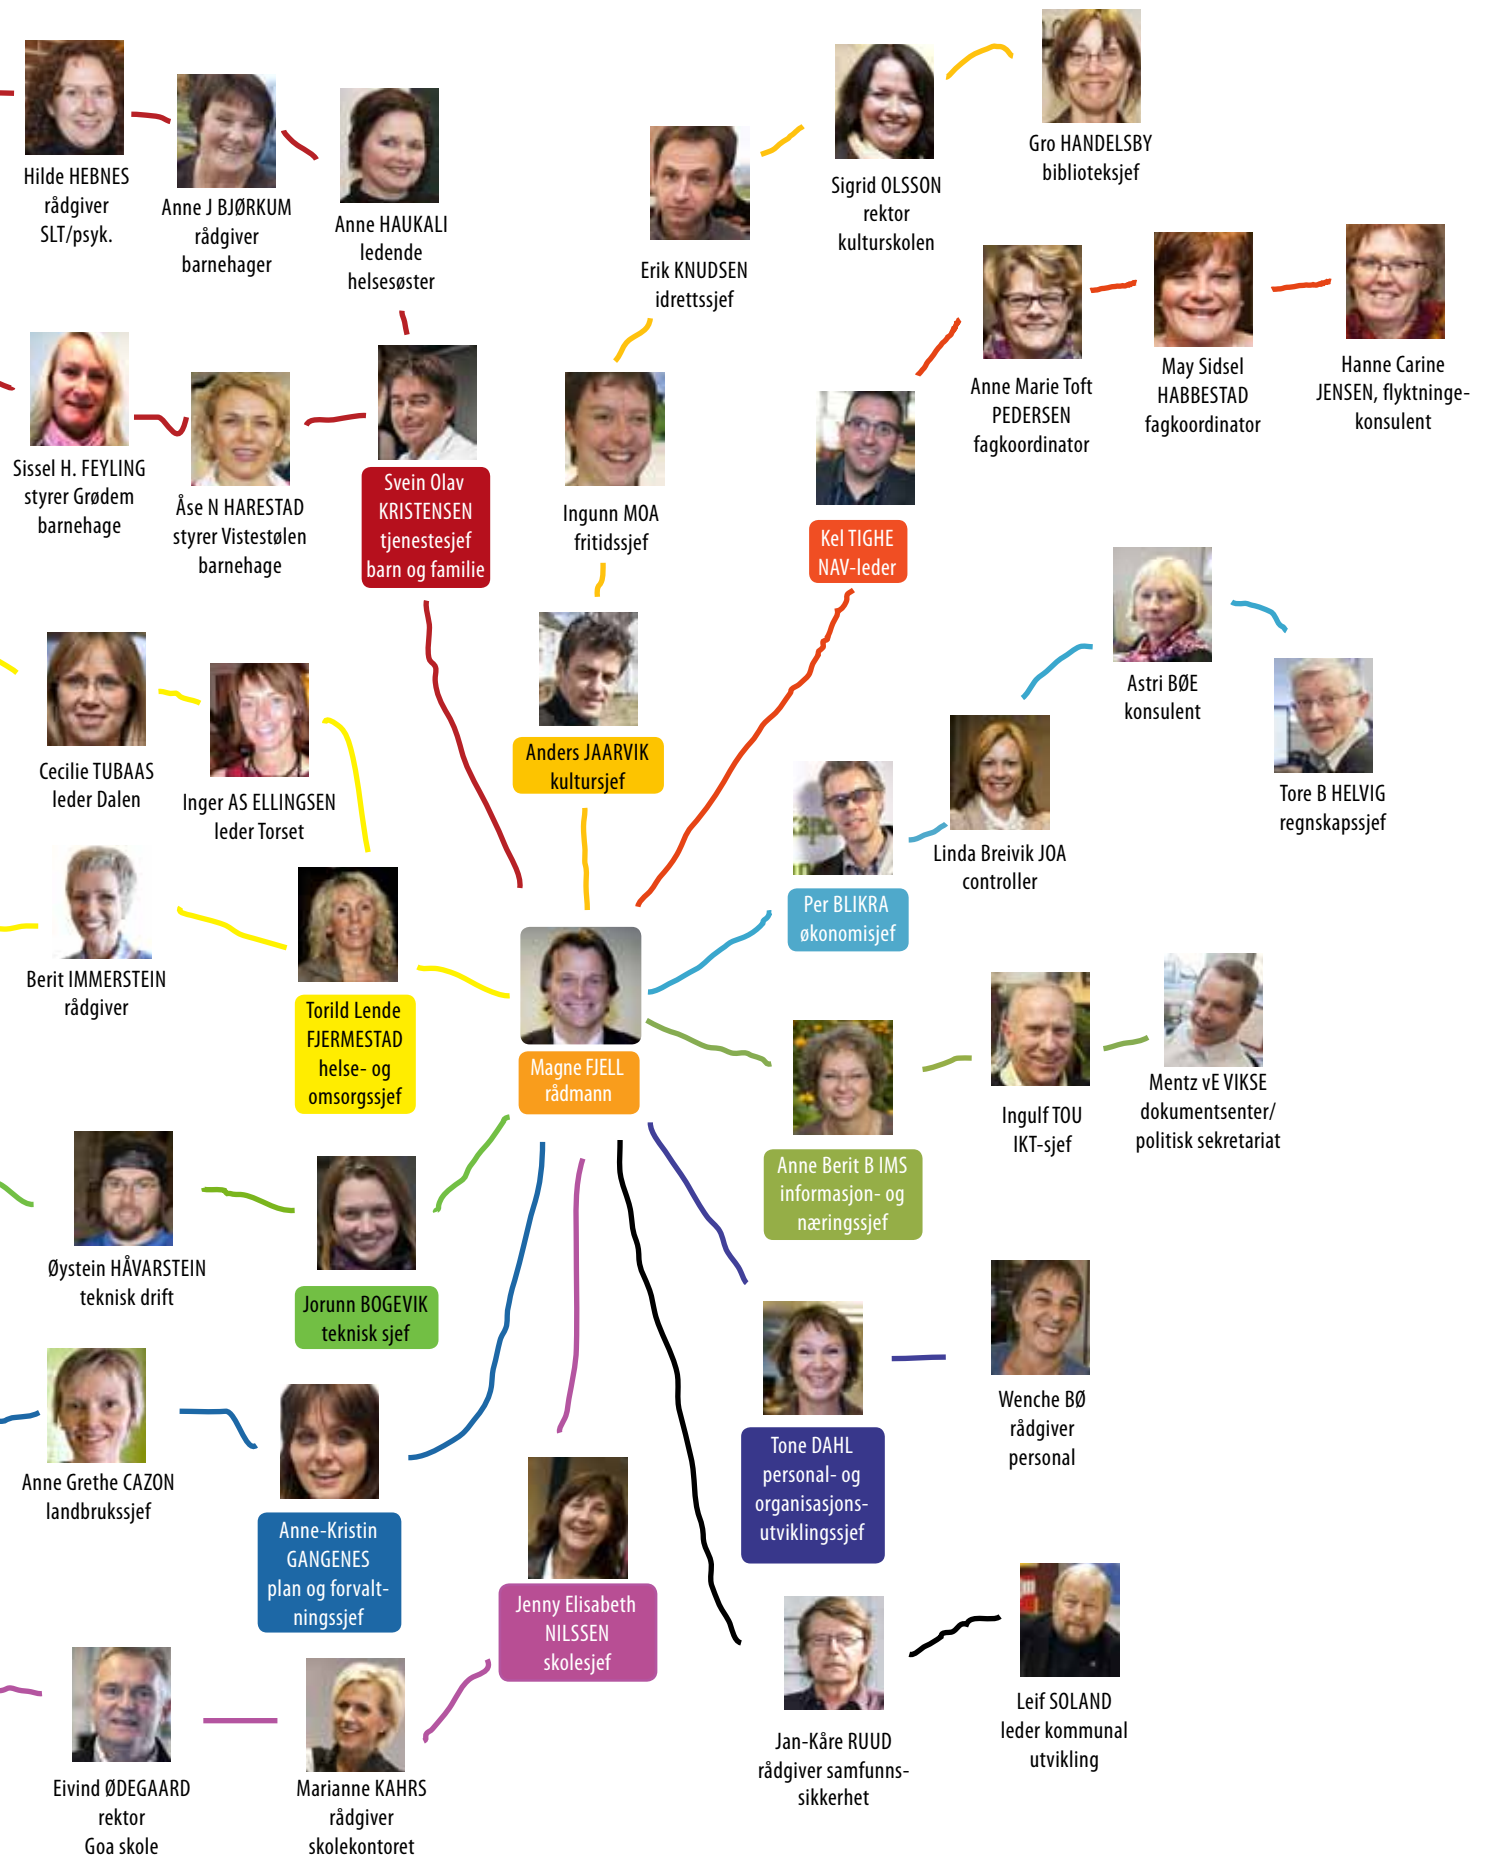 Hilde HEBNES
rådgiver
SLT/psyk.
Anne J BJØRKUM
rådgiver
barnehager
Anne HAUKALI
ledende
helsesøster
Erik KNUDSEN
idrettssjef
Sigrid OLSSON
rektor
kulturskolen
Gro HANDELSBY
biblioteksjef
Sissel H. FEYLING
styrer Grødem
barnehage
Åse N HARESTAD
styrer Vistestølen
barnehage
Svein Olav
KRISTENSEN
tjenestesjef
barn og familie
Ingunn MOA
fritidssjef
Kel TIGHE
NAV-leder
Anne Marie Toft
PEDERSEN
fagkoordinator
May Sidsel
HABBESTAD
fagkoordinator
Hanne Carine
JENSEN, flyktninge-
konsulent
Cecilie TUBAAS
leder Dalen
Inger AS ELLINGSEN
leder Torset
Anders JAARVIK
kultursjef
Astri BØE
konsulent
Tore B HELVIG
regnskapssjef
Linda Breivik JOA
controller
Per BLIKRA
økonomisjef
Berit IMMERSTEIN
rådgiver
Torild Lende
FJERMESTAD
helse- og
omsorgssjef
Magne FJELL
rådmann
Anne Berit B IMS
informasjon- og
næringssjef
Ingulf TOU
IKT-sjef
Mentz vE VIKSE
dokumentsenter/
politisk sekretariat
Øystein HÅVARSTEIN
teknisk drift
Jorunn BOGEVIK
teknisk sjef
Tone DAHL
personal- og
organisasjons-
utviklingssjef
Wenche BØ
rådgiver
personal
Anne Grethe CAZON
landbrukssjef
Anne-Kristin
GANGENES
plan og forvalt-
ningssjef
Jenny Elisabeth
NILSSEN
skolesjef
Jan-Kåre RUUD
rådgiver samfunns-
sikkerhet
Leif SOLAND
leder kommunal
utvikling
Eivind ØDEGAARD
rektor
Goa skole
Marianne KAHRS
rådgiver
skolekontoret